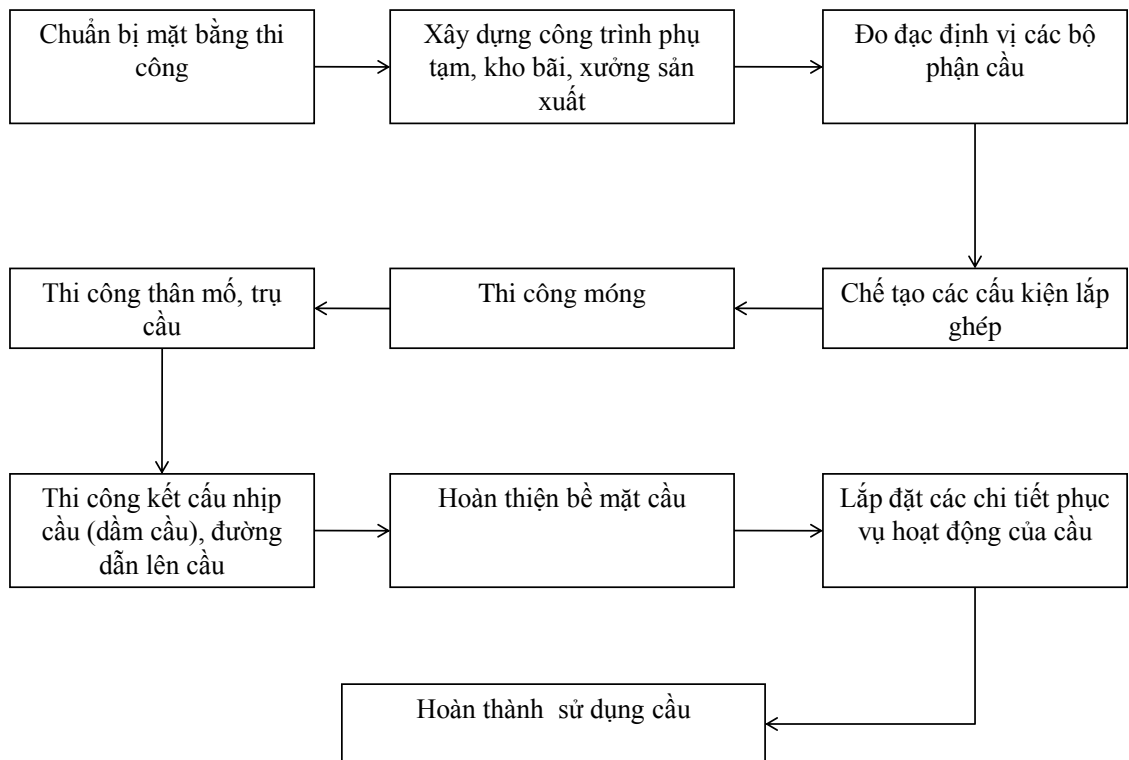 Chuẩn bị mặt bằng thi
công
Xây dựng công trình phụ
tạm, kho bãi, xưởng sản
xuất
Đo đạc định vị các bộ
phận cầu
Chế tạo các cấu kiện lắp
ghép
Thi công móng
Thi công thân mố, trụ
cầu
Thi công kết cấu nhịp
cầu (dầm cầu), đường
dẫn lên cầu
Hoàn thiện bề mặt cầu
Lắp đặt các chi tiết phục
vụ hoạt động của cầu
Hoàn thành sử dụng cầu